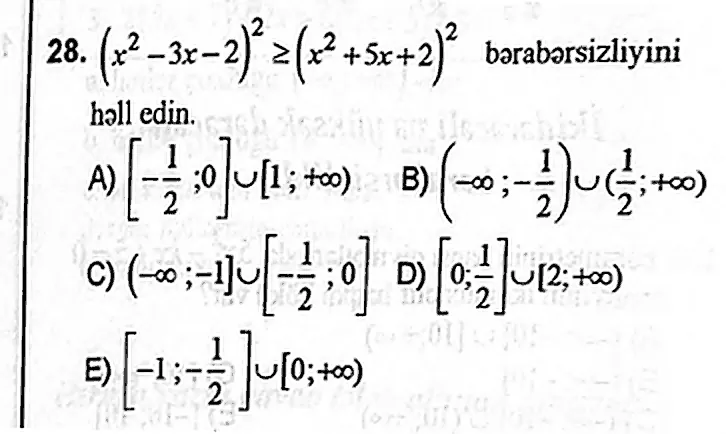 28. (x² – 3x – 2)² ≥ (x² + 5x + 2)² bərabərsizliyini
həll edin.
A) [-1/2 ;0] ∪ [1; +∞) B) (-∞ ;-1/2) ∪ (1/2; +∞)
C) (-∞ ;-1] ∪ [-1/2 ; 0] D) [0; 1/2] ∪ [2; +∞)
E) [-1 ;-1/2] ∪ [0;+∞)